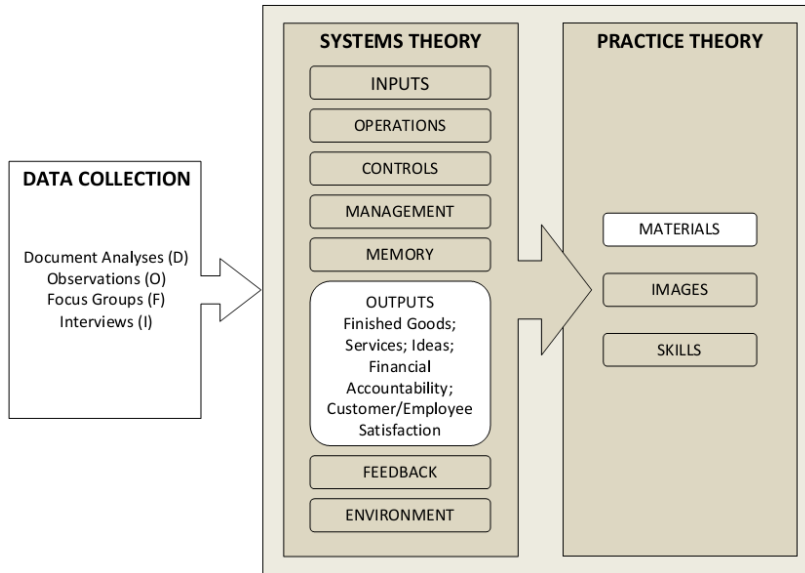 DATA COLLECTION
Document Analyses (D)
Observations (O)
Focus Groups (F)
Interviews (I)
SYSTEMS THEORY
INPUTS
OPERATIONS
CONTROLS
MANAGEMENT
MEMORY
OUTPUTS
Finished Goods;
Services; Ideas;
Financial
Accountability;
Customer/Employee
Satisfaction
FEEDBACK
ENVIRONMENT
PRACTICE THEORY
MATERIALS
IMAGES
SKILLS